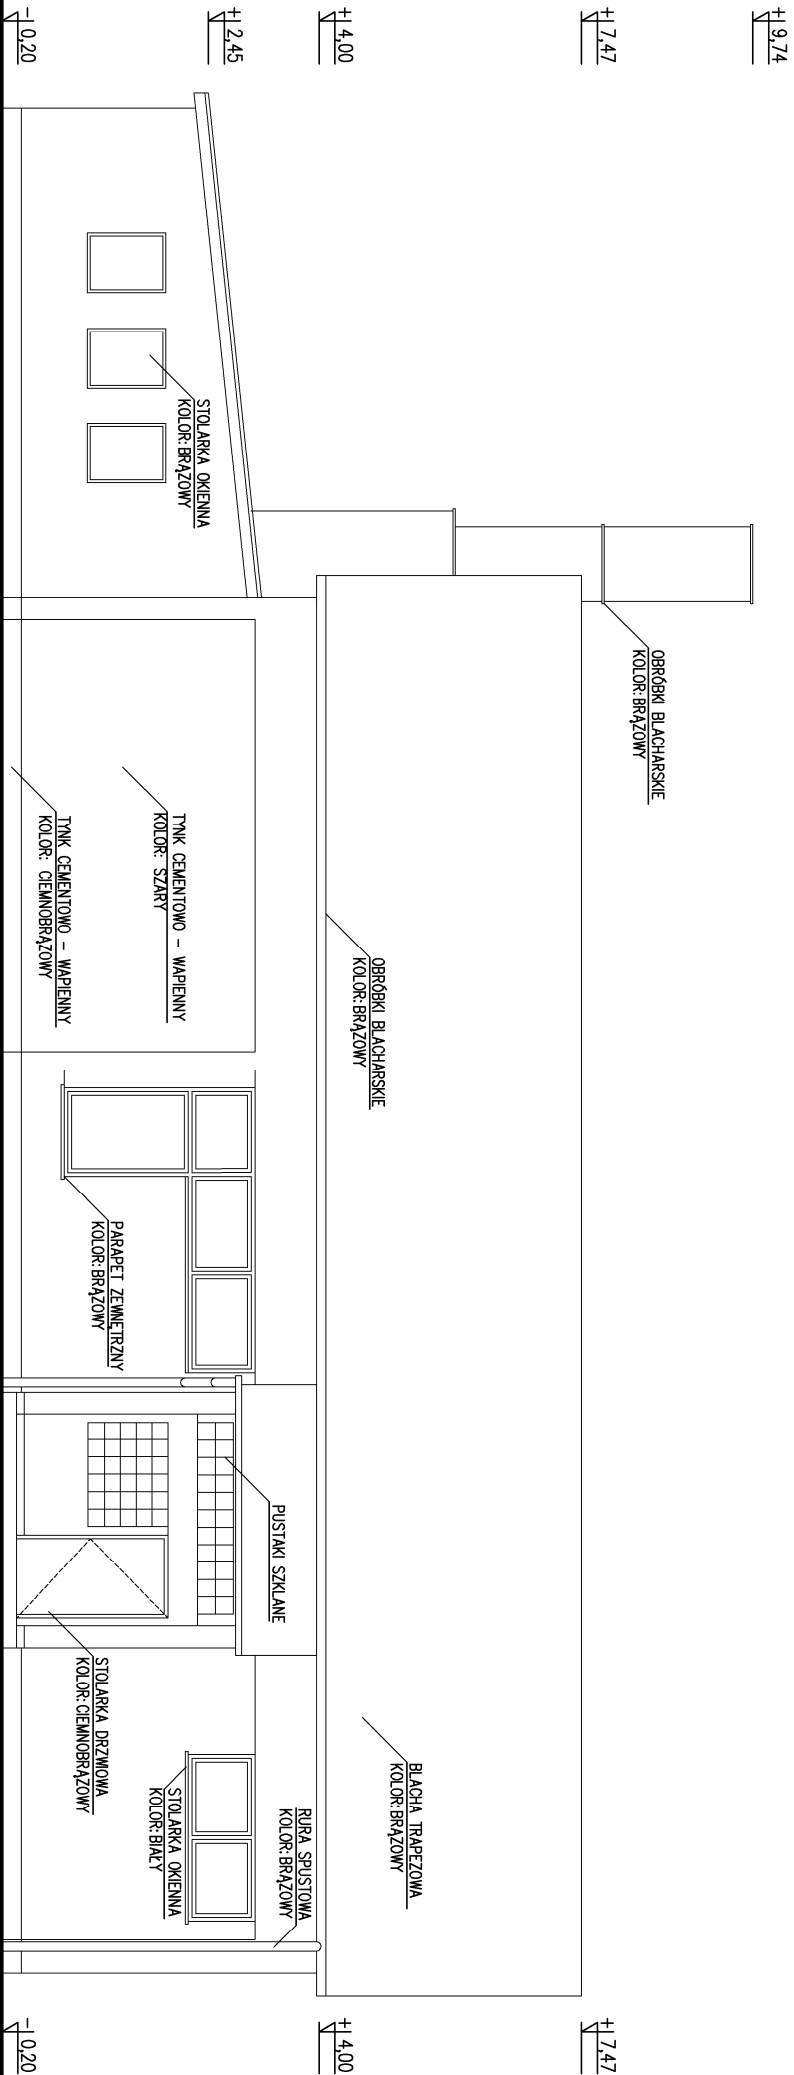 + 9,74
+ 7,47
+ 4,00
+ 2,45
- 0,20
OBRÓBKI BLACHARSKIE
KOLOR:BRĄZOWY
STOLARKA OKIENNA
KOLOR:BRĄZOWY
OBRÓBKI BLACHARSKIE
KOLOR:BRĄZOWY
TYNK CEMENTOWO - WAPIENNY
KOLOR: SZARY
TYNK CEMENTOWO - WAPIENNY
KOLOR: CIEMNOBRĄZOWY
PARAPET ZEWNĘTRZNY
KOLOR:BRĄZOWY
PUSTAKI SZKLANE
STOLARKA DRZWIOWA
KOLOR:CIEMNOBRĄZOWY
BLACHA TRAPEZOWA
KOLOR:BRĄZOWY
RURA SPUSTOWA
KOLOR:BRĄZOWY
STOLARKA OKIENNA
KOLOR:BIAŁY
+ 7,47
+ 4,00
- 0,20